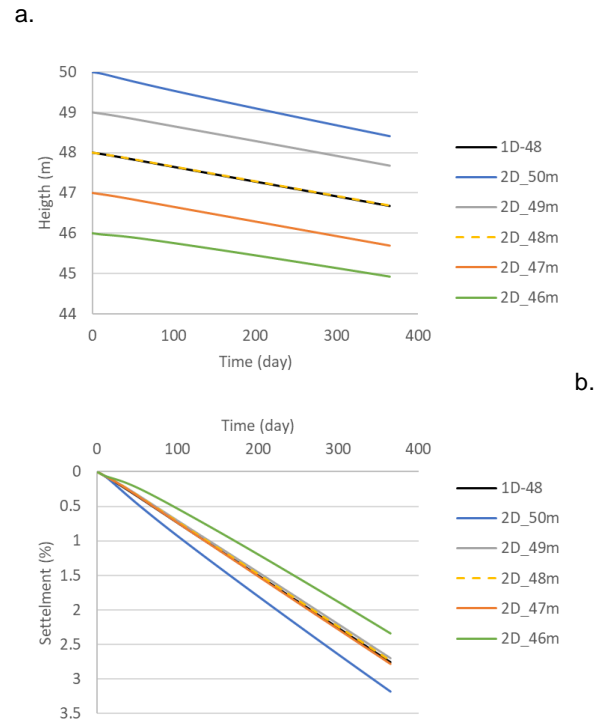 a.
50
49
48
47
46
45
44
Heigth (m)
0 100 200 300 400
Time (day)
1D-48
2D_50m
2D_49m
2D_48m
2D_47m
2D_46m
b.
Time (day)
0 100 200 300 400
0
0.5
1
1.5
2
2.5
3
3.5
Settelment (%)
1D-48
2D_50m
2D_49m
2D_48m
2D_47m
2D_46m